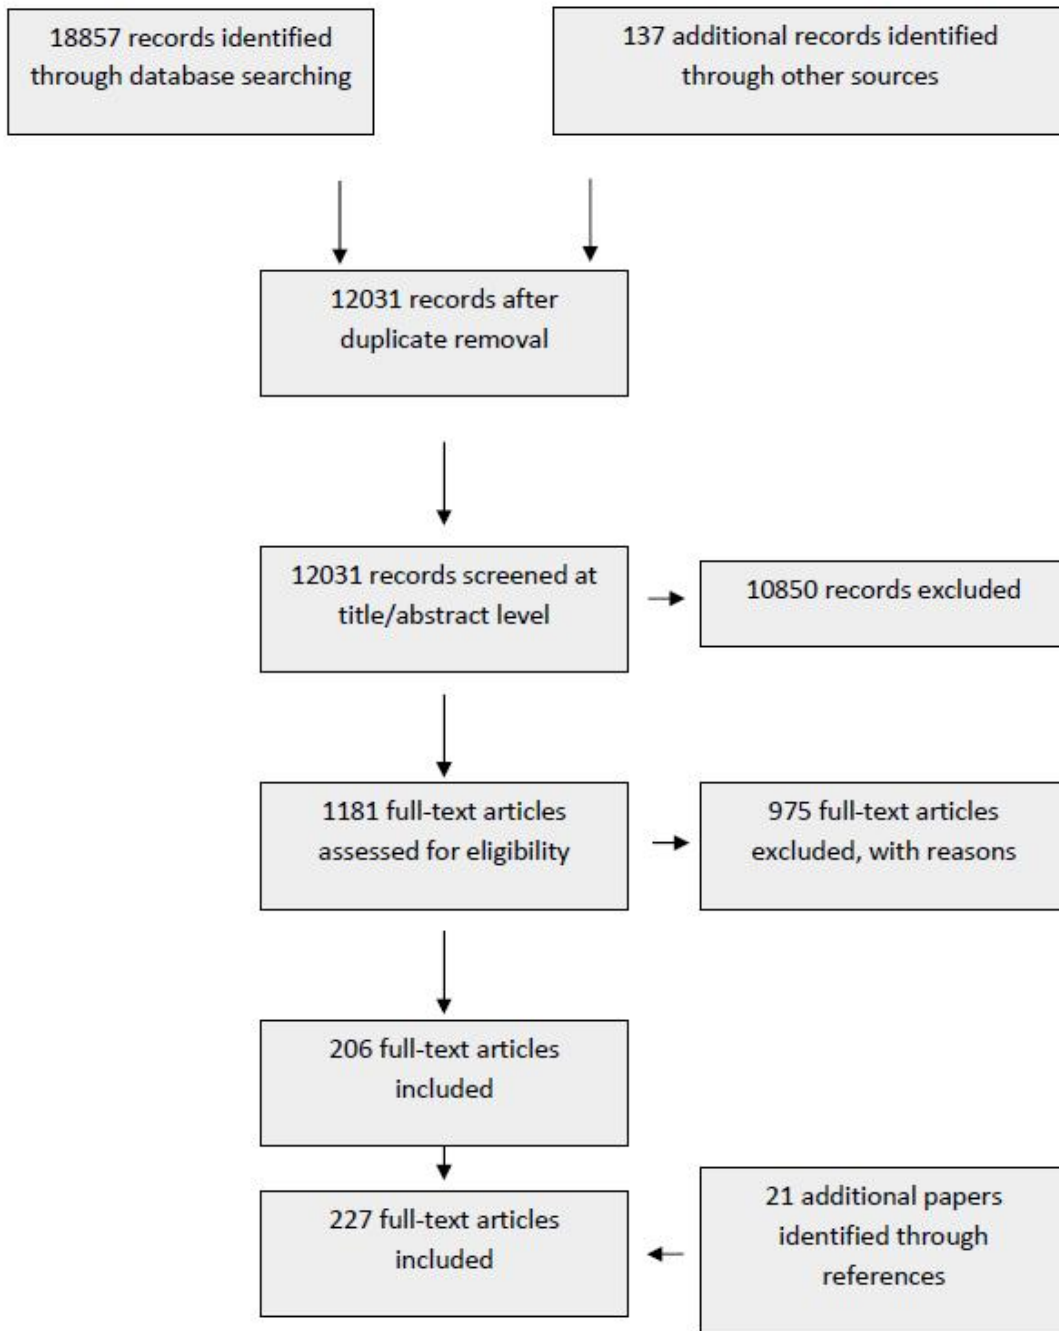 18857 records identified
through database searching
137 additional records identified
through other sources
12031 records after
duplicate removal
12031 records screened at
title/abstract level
10850 records excluded
1181 full-text articles
assessed for eligibility
975 full-text articles
excluded, with reasons
206 full-text articles
included
227 full-text articles
included
21 additional papers
identified through
references